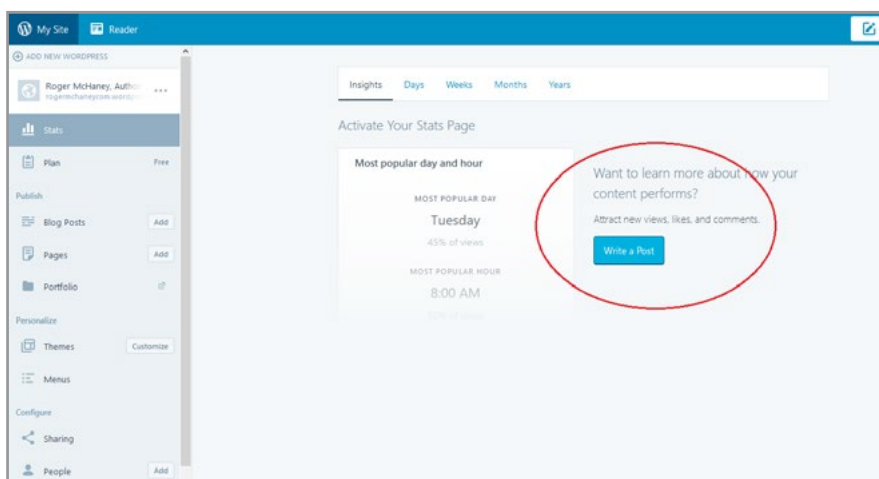 My Site
Reader
ADD NEW WORDPRESS
Roger McHaney, Autho
Stats
Plan
Free
Publish
Blog Posts
Add
Pages
Add
Portfolio
Personalize
Themes
Customize
Menus
Configure
Sharing
People
Add
Insights Days Weeks Months Years
Activate Your Stats Page
Most popular day and hour
MOST POPULAR DAY
Tuesday
45% of views
MOST POPULAR HOUR
8:00 AM
of views
Want to learn more about how your
content performs?
Attract new views, likes, and comments.
Write a Post